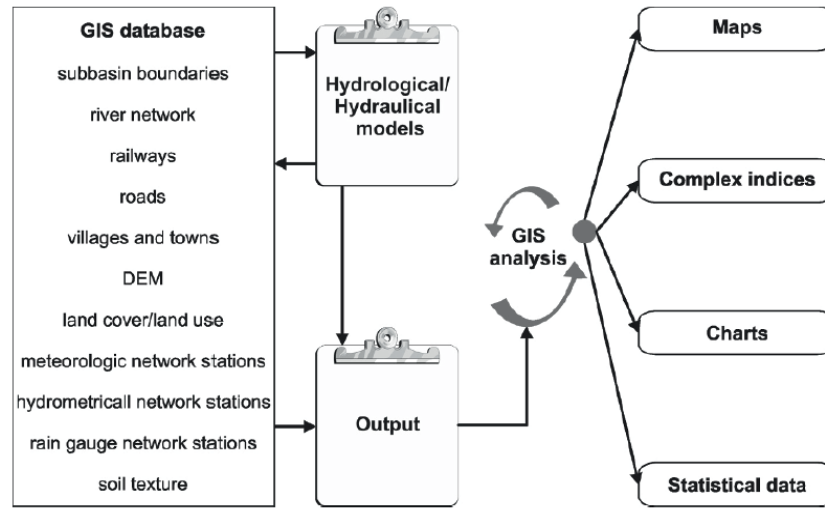 GIS database
subbasin boundaries
river network
railways
roads
villages and towns
DEM
land cover/land use
meteorologic network stations
hydrometricall network stations
rain gauge network stations
soil texture
Hydrological/
Hydraulical
models
Output
GIS
analysis
Maps
Complex indices
Charts
Statistical data